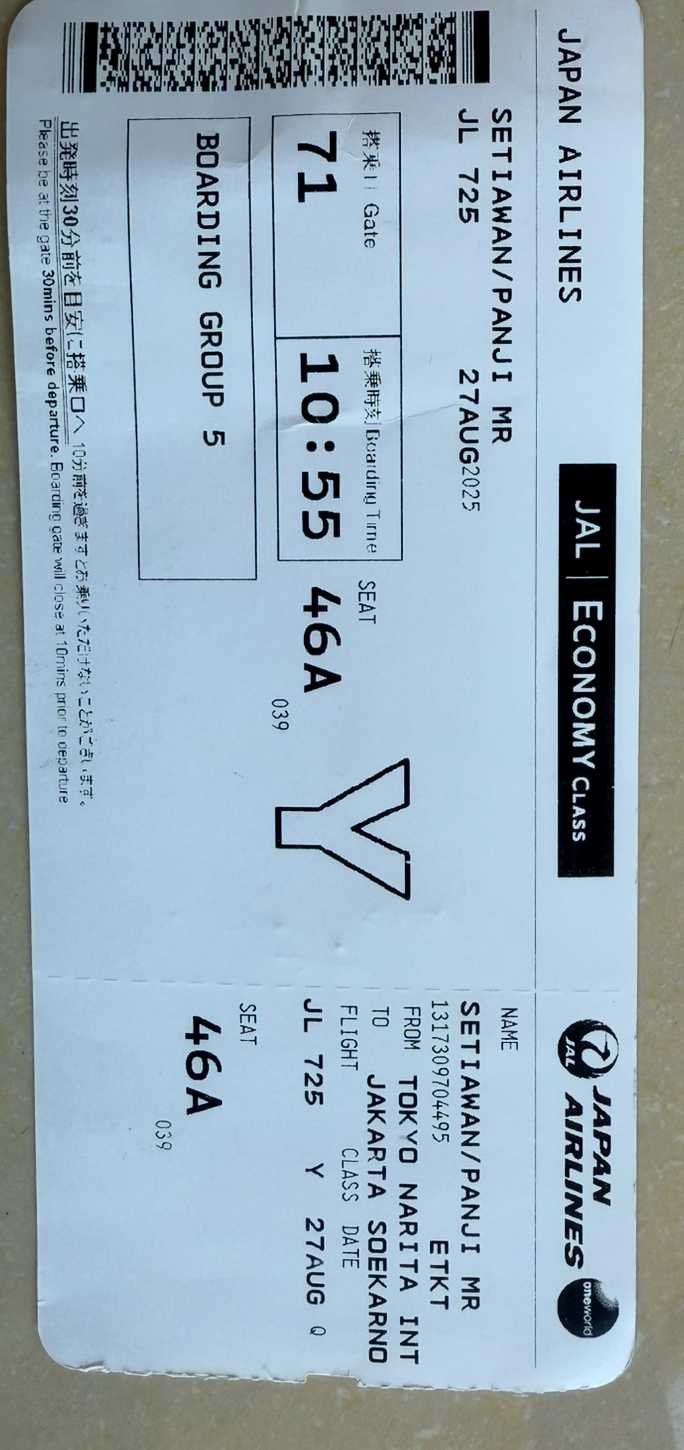 JAPAN AIRLINES
JAL | ECONOMY CLASS
SETIAWAN/PANJI MR
JL 725 27AUG2025
搭乗口 Gate
71
搭乗時刻 Boarding Time
10:55
SEAT
46A
039
Y
BOARDING GROUP 5
出発時刻30分前を目安に搭乗口へ 10分前を過ぎますとお乗りいただけないことがございます。
Please be at the gate 30mins before departure. Boarding gate will close at 10mins prior to departure
JAL
JAPAN
AIRLINES
oneworld
NAME
SETIAWAN/PANJI MR
1317309704495 ETKT
FROM TOKYO NARITA INT
TO JAKARTA SOEKARNO
FLIGHT CLASS DATE
JL 725 Y 27AUG Q
SEAT
46A
039